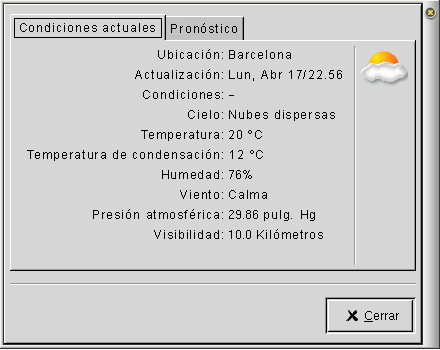 Condiciones actuales
Pronóstico
Ubicación: Barcelona
Actualización: Lun, Abr 17/22.56
Condiciones: –
Cielo: Nubes dispersas
Temperatura: 20 °C
Temperatura de condensación: 12 °C
Humedad: 76%
Viento: Calma
Presión atmosférica: 29.86 pulg. Hg
Visibilidad: 10.0 Kilómetros
Cerrar